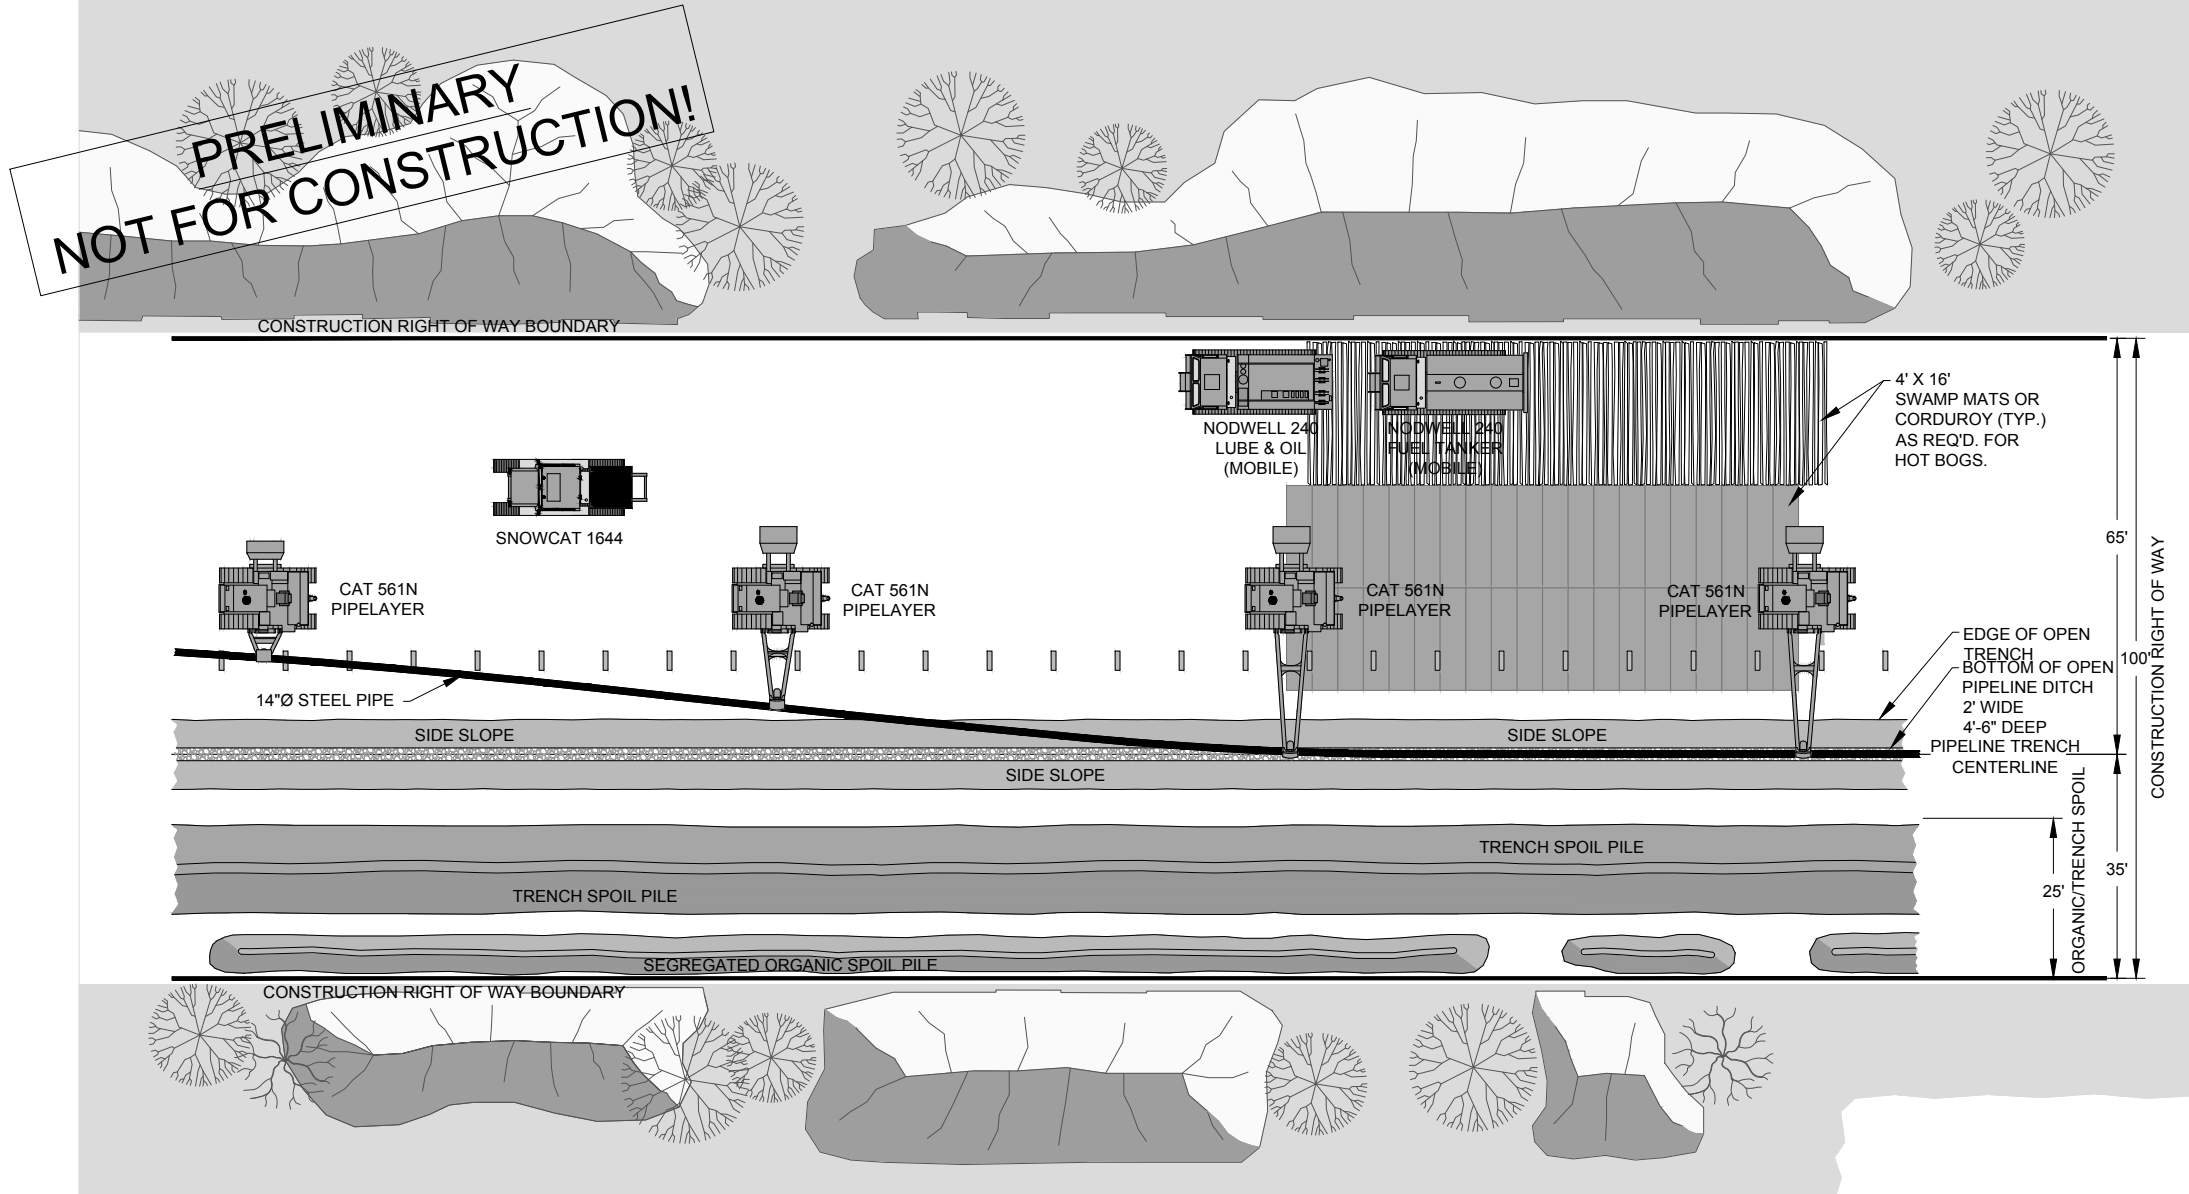 PRELIMINARY
NOT FOR CONSTRUCTION!
CONSTRUCTION RIGHT OF WAY BOUNDARY
NODWELL 240
LUBE & OIL
(MOBILE)
NODWELL 240
FUEL TANKER
(MOBILE)
4' X 16'
SWAMP MATS OR
CORDUROY (TYP.)
AS REQ'D. FOR
HOT BOGS.
SNOWCAT 1644
CAT 561N
PIPELAYER
CAT 561N
PIPELAYER
CAT 561N
PIPELAYER
CAT 561N
PIPELAYER
65'
100'
CONSTRUCTION RIGHT OF WAY
EDGE OF OPEN
TRENCH
BOTTOM OF OPEN
PIPELINE DITCH
2' WIDE
4'-6" DEEP
PIPELINE TRENCH
CENTERLINE
14"Ø STEEL PIPE
SIDE SLOPE
SIDE SLOPE
SIDE SLOPE
TRENCH SPOIL PILE
TRENCH SPOIL PILE
35'
25'
ORGANIC/TRENCH SPOIL
SEGREGATED ORGANIC SPOIL PILE
CONSTRUCTION RIGHT OF WAY BOUNDARY